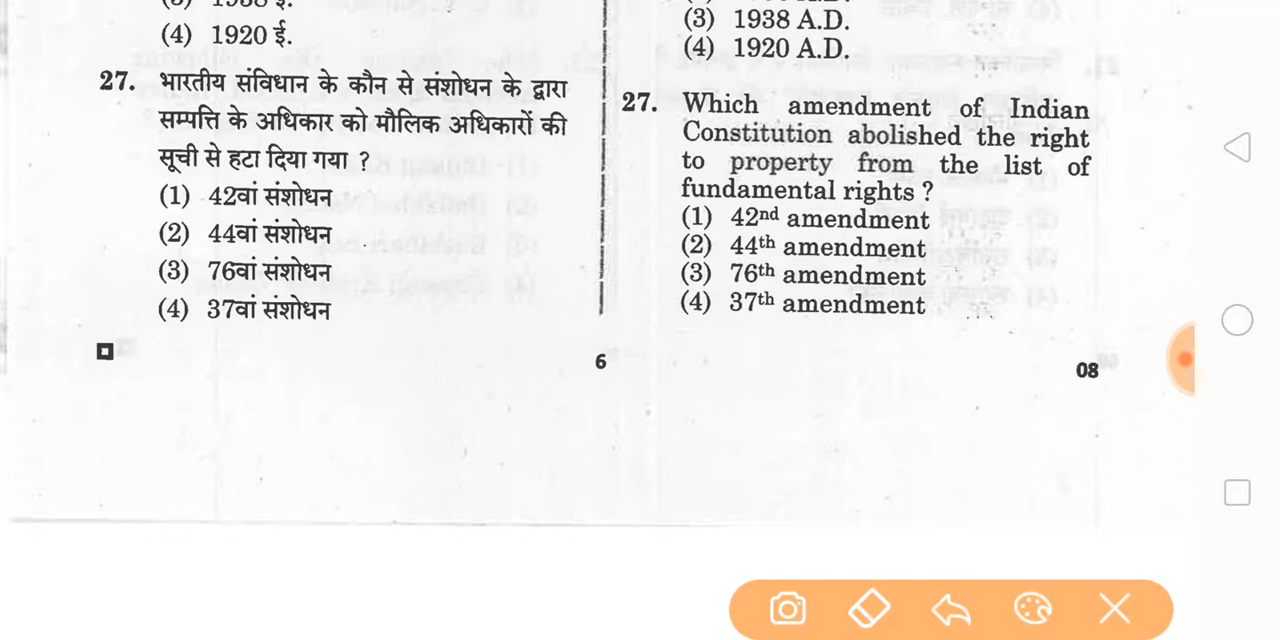 (4) 1920 ई.
27. भारतीय संविधान के कौन से संशोधन के द्वारा
सम्पत्ति के अधिकार को मौलिक अधिकारों की
सूची से हटा दिया गया ?
(1) 42वां संशोधन
(2) 44वां संशोधन
(3) 76वां संशोधन
(4) 37वां संशोधन
(3) 1938 A.D.
(4) 1920 A.D.
27. Which amendment of Indian
Constitution abolished the right
to property from the list of
fundamental rights ?
(1) 42nd amendment
(2) 44th amendment
(3) 76th amendment
(4) 37th amendment
6
08